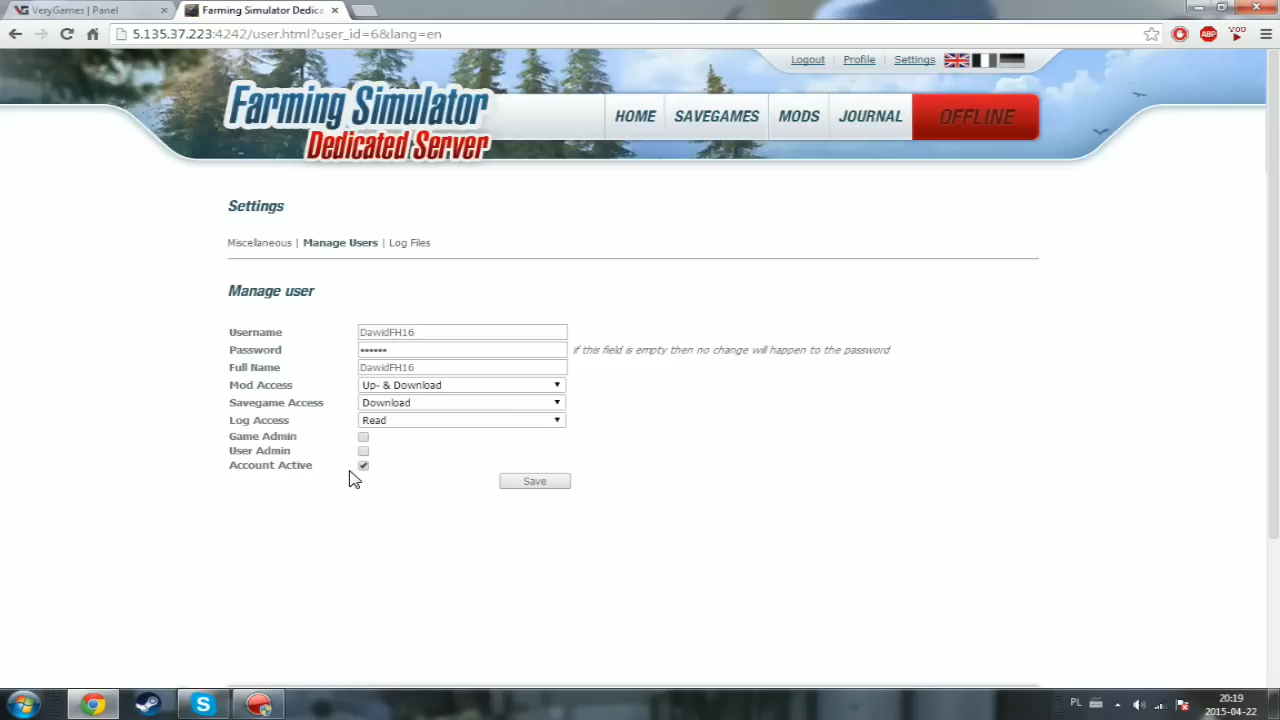 VeryGames | Panel
Farming Simulator Dedica
5.135.37.223:4242/user.html?user_id=6&lang=en
ABP
Logout
Profile
Settings
Farming Simulator
Dedicated Server
HOME
SAVEGAMES
MODS
JOURNAL
OFFLINE
Settings
Miscellaneous | Manage Users | Log Files
Manage user
Username DawidFH16
Password •••••• if this field is empty then no change will happen to the password
Full Name DawidFH16
Mod Access Up- & Download
Savegame Access Download
Log Access Read
Game Admin
User Admin
Account Active
Save
PL
20:19
2015-04-22